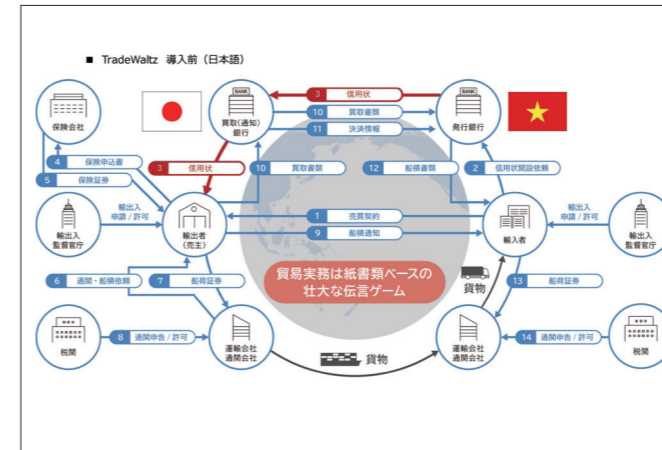 ■ TradeWaltz 導入前（日本語）
保険会社
BANK
買取(通知)
銀行
3 信用状
10 買取書類
11 決済情報
BANK
発行銀行
4 保険申込書
5 保険証券
3 信用状
10 買取書類
12 船積書類
2 信用状開設依頼
輸出入
監督官庁
輸出入
申請/許可
輸出者
(売主)
1 売買契約
9 船積通知
輸入者
輸出入
申請/許可
輸出入
監督官庁
貿易実務は紙書類ベースの
壮大な伝言ゲーム
6 通関・船積依頼
7 船荷証券
貨物
13 船荷証券
税関
8 通関申告/許可
運輸会社
通関会社
貨物
運輸会社
通関会社
14 通関申告/許可
税関